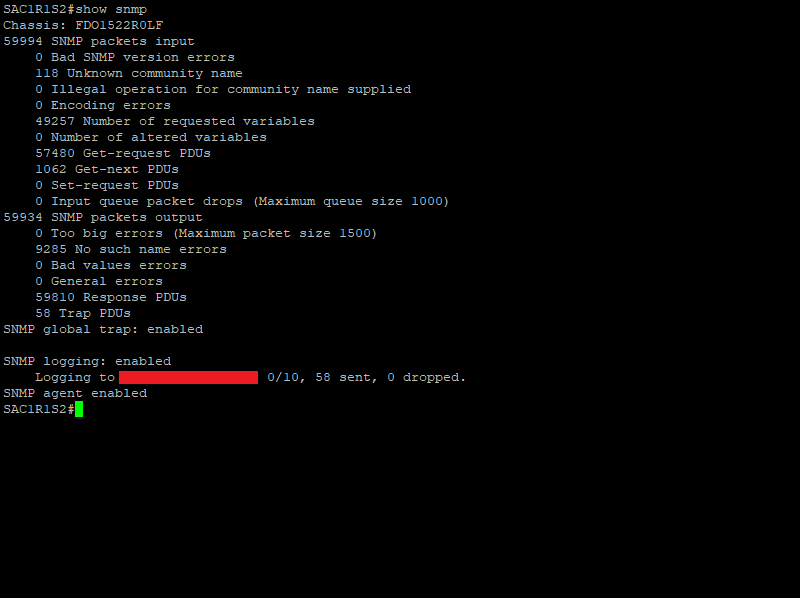 SAC1R1S2#show snmp
Chassis: FDO1522R0LF
59994 SNMP packets input
    0 Bad SNMP version errors
    118 Unknown community name
    0 Illegal operation for community name supplied
    0 Encoding errors
    49257 Number of requested variables
    0 Number of altered variables
    57480 Get-request PDUs
    1062 Get-next PDUs
    0 Set-request PDUs
    0 Input queue packet drops (Maximum queue size 1000)
59934 SNMP packets output
    0 Too big errors (Maximum packet size 1500)
    9285 No such name errors
    0 Bad values errors
    0 General errors
    59810 Response PDUs
    58 Trap PDUs
SNMP global trap: enabled

SNMP logging: enabled
    Logging to 0/10, 58 sent, 0 dropped.
SNMP agent enabled
SAC1R1S2#